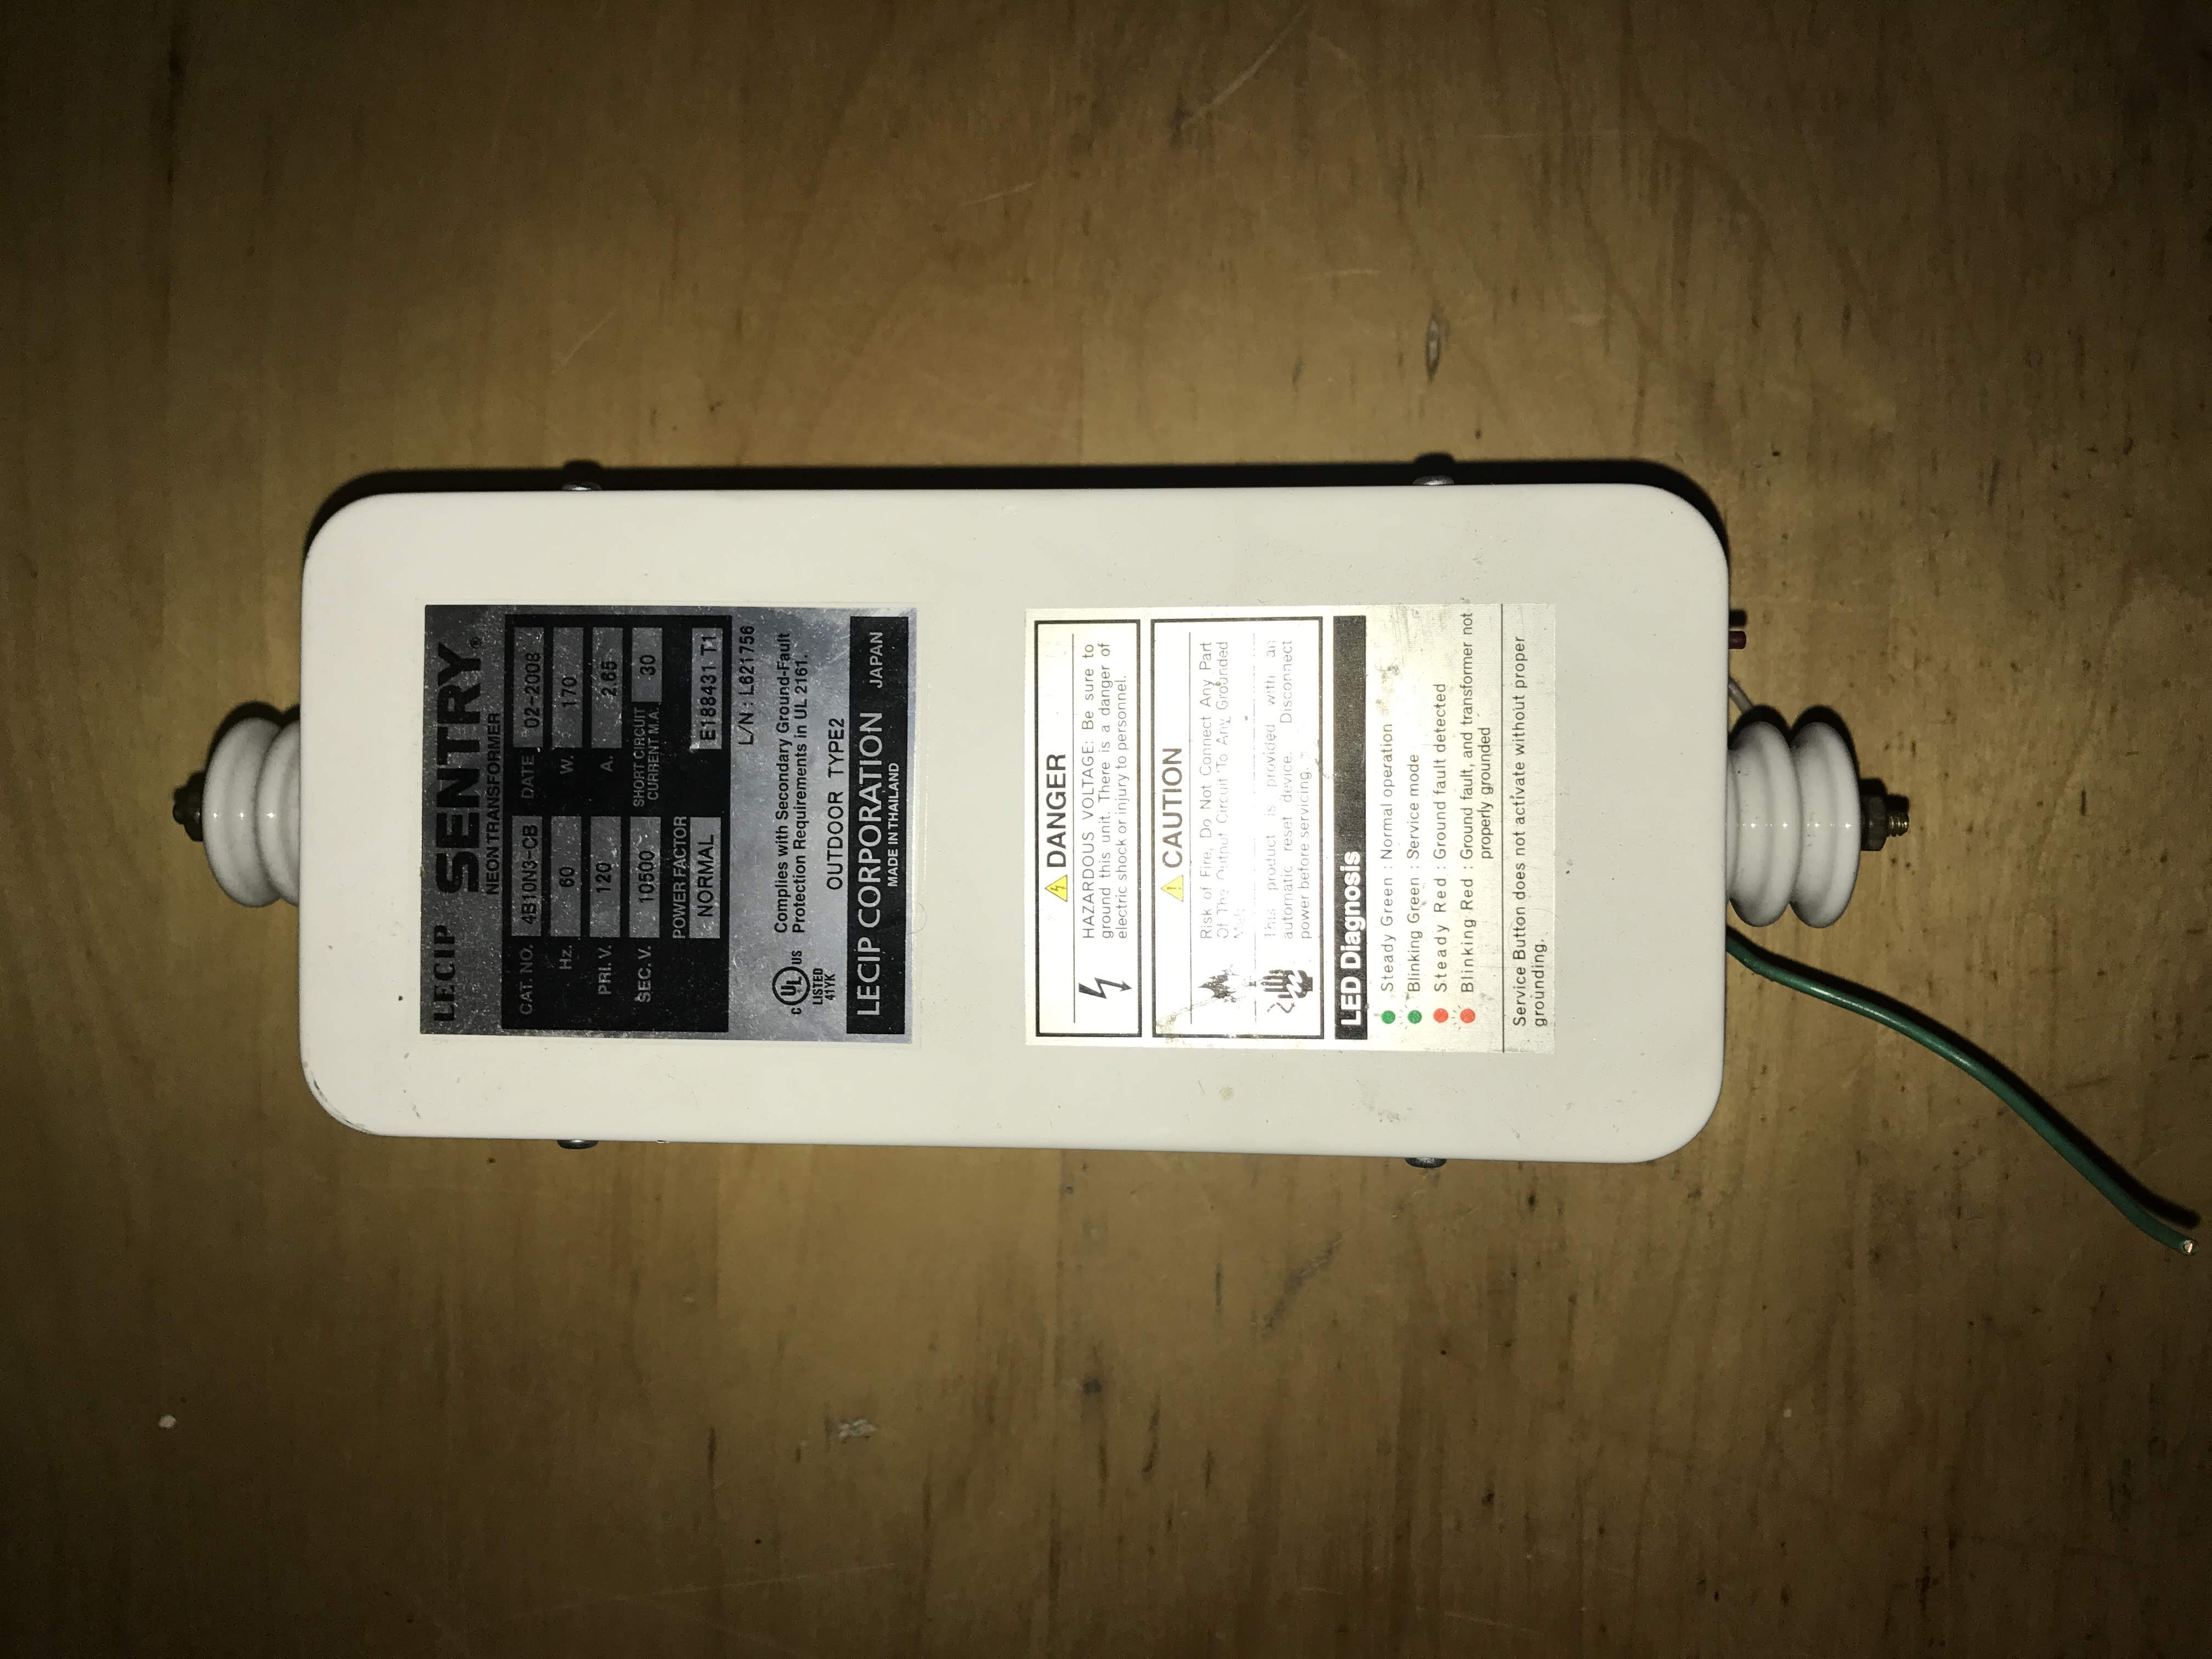 LECIP SENTRY®
NEON TRANSFORMER
CAT. NO. 4B10N3-CB DATE 02-2008
Hz. 60 W. 170
PRI. V. 120 A. 2.65
SEC. V. 10500 SHORT CIRCUIT CURRENT M.A. 30
POWER FACTOR
NORMAL E188431 T1
L/N : L621756
C UL US
LISTED
41YK
Complies with Secondary Ground-Fault
Protection Requirements in UL 2161.
OUTDOOR TYPE2
LECIP CORPORATION JAPAN
MADE IN THAILAND
DANGER
HAZARDOUS VOLTAGE: Be sure to
ground this unit. There is a danger of
electric shock or injury to personnel.
CAUTION
Risk of Fire, Do Not Connect Any Part
Of The Output Circuit To Any Grounded
This product is provided with an
automatic reset device. Disconnect
power before servicing.
LED Diagnosis
Steady Green : Normal operation
Blinking Green : Service mode
Steady Red : Ground fault detected
Blinking Red : Ground fault, and transformer not
properly grounded
Service Button does not activate without proper
grounding.